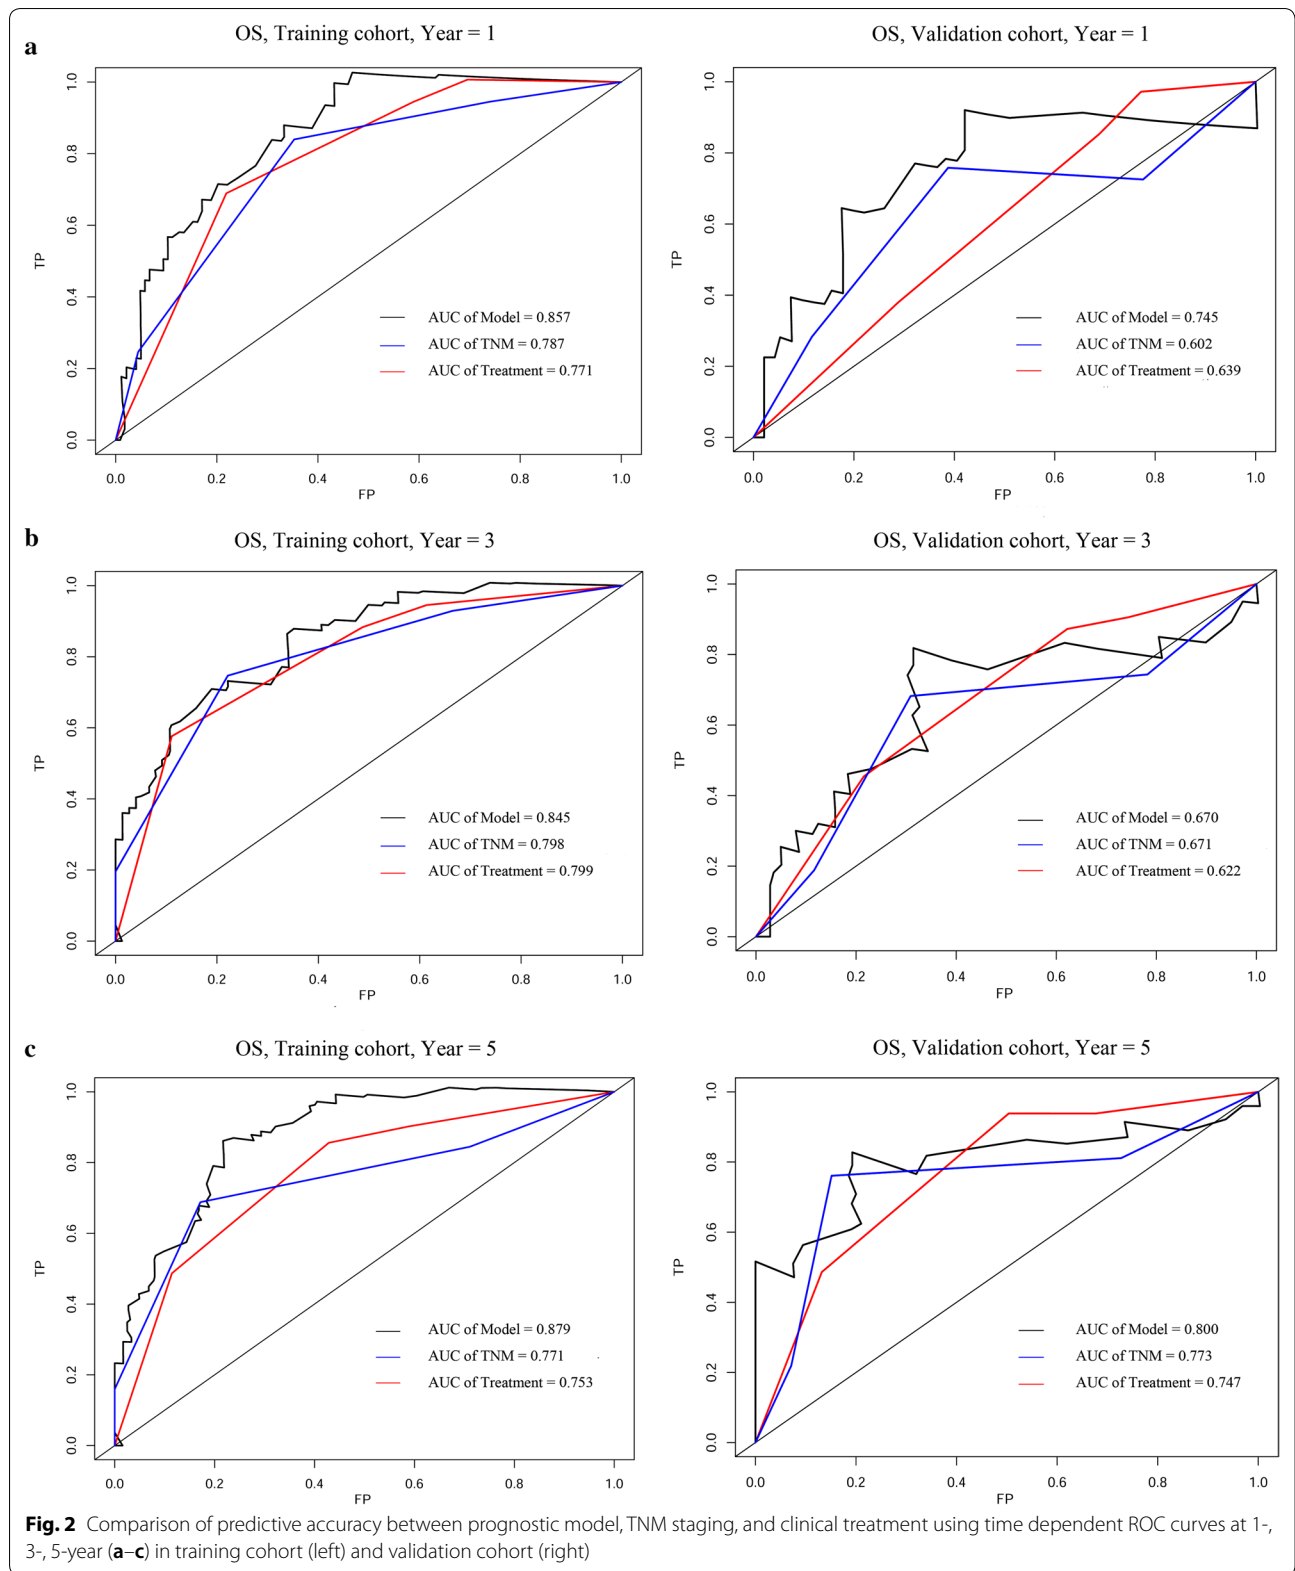 a
OS, Training cohort, Year = 1
TP
1.0
0.8
0.6
0.4
0.2
0.0
AUC of Model = 0.857
AUC of TNM = 0.787
AUC of Treatment = 0.771
0.0 0.2 0.4 0.6 0.8 1.0
FP
OS, Validation cohort, Year = 1
TP
1.0
0.8
0.6
0.4
0.2
0.0
AUC of Model = 0.745
AUC of TNM = 0.602
AUC of Treatment = 0.639
0.0 0.2 0.4 0.6 0.8 1.0
FP
b
OS, Training cohort, Year = 3
TP
1.0
0.8
0.6
0.4
0.2
0.0
AUC of Model = 0.845
AUC of TNM = 0.798
AUC of Treatment = 0.799
0.0 0.2 0.4 0.6 0.8 1.0
FP
OS, Validation cohort, Year = 3
TP
1.0
0.8
0.6
0.4
0.2
0.0
AUC of Model = 0.670
AUC of TNM = 0.671
AUC of Treatment = 0.622
0.0 0.2 0.4 0.6 0.8 1.0
FP
c
OS, Training cohort, Year = 5
TP
1.0
0.8
0.6
0.4
0.2
0.0
AUC of Model = 0.879
AUC of TNM = 0.771
AUC of Treatment = 0.753
0.0 0.2 0.4 0.6 0.8 1.0
FP
OS, Validation cohort, Year = 5
TP
1.0
0.8
0.6
0.4
0.2
0.0
AUC of Model = 0.800
AUC of TNM = 0.773
AUC of Treatment = 0.747
0.0 0.2 0.4 0.6 0.8 1.0
FP
Fig. 2 Comparison of predictive accuracy between prognostic model, TNM staging, and clinical treatment using time dependent ROC curves at 1-,
3-, 5-year (a–c) in training cohort (left) and validation cohort (right)